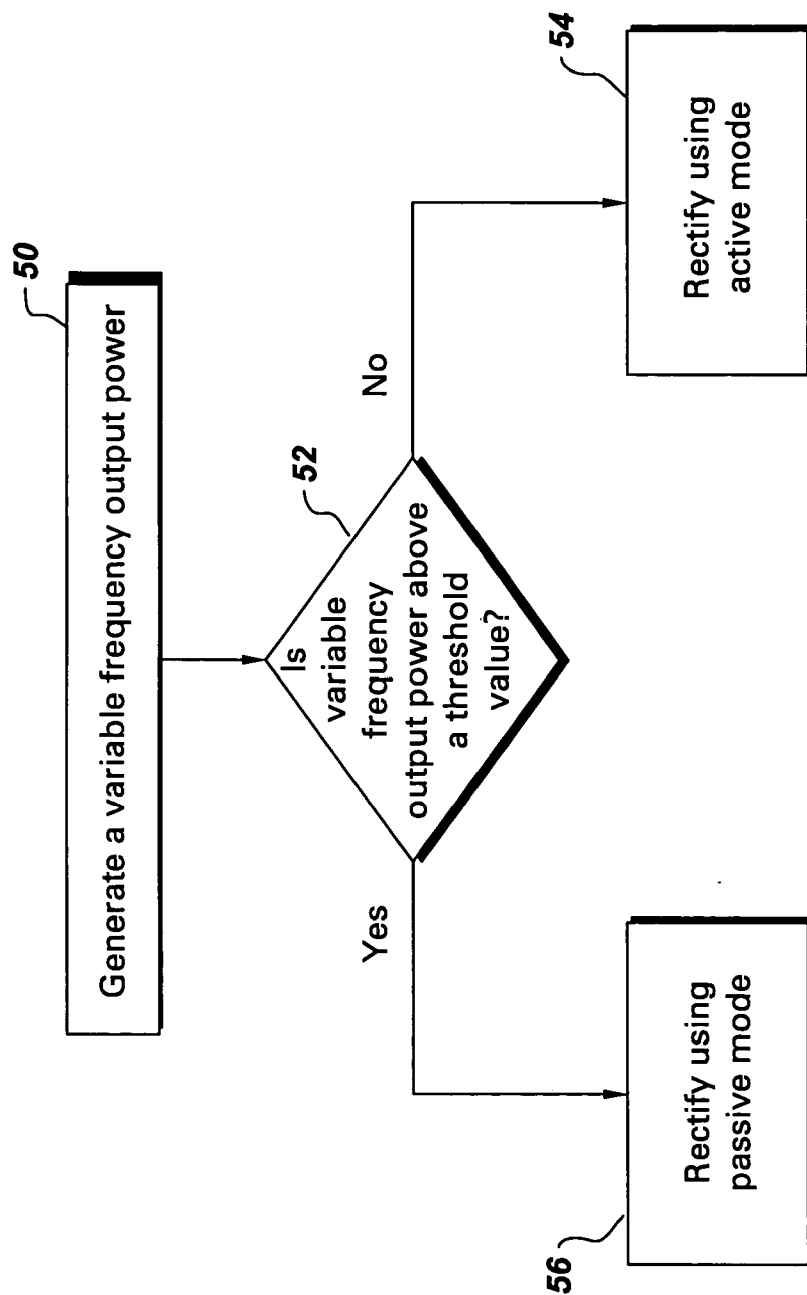 50
Generate a variable frequency output power
52
Is
variable
frequency
output power above
a threshold
value?
Yes
No
56
Rectify using
passive mode
54
Rectify using
active mode